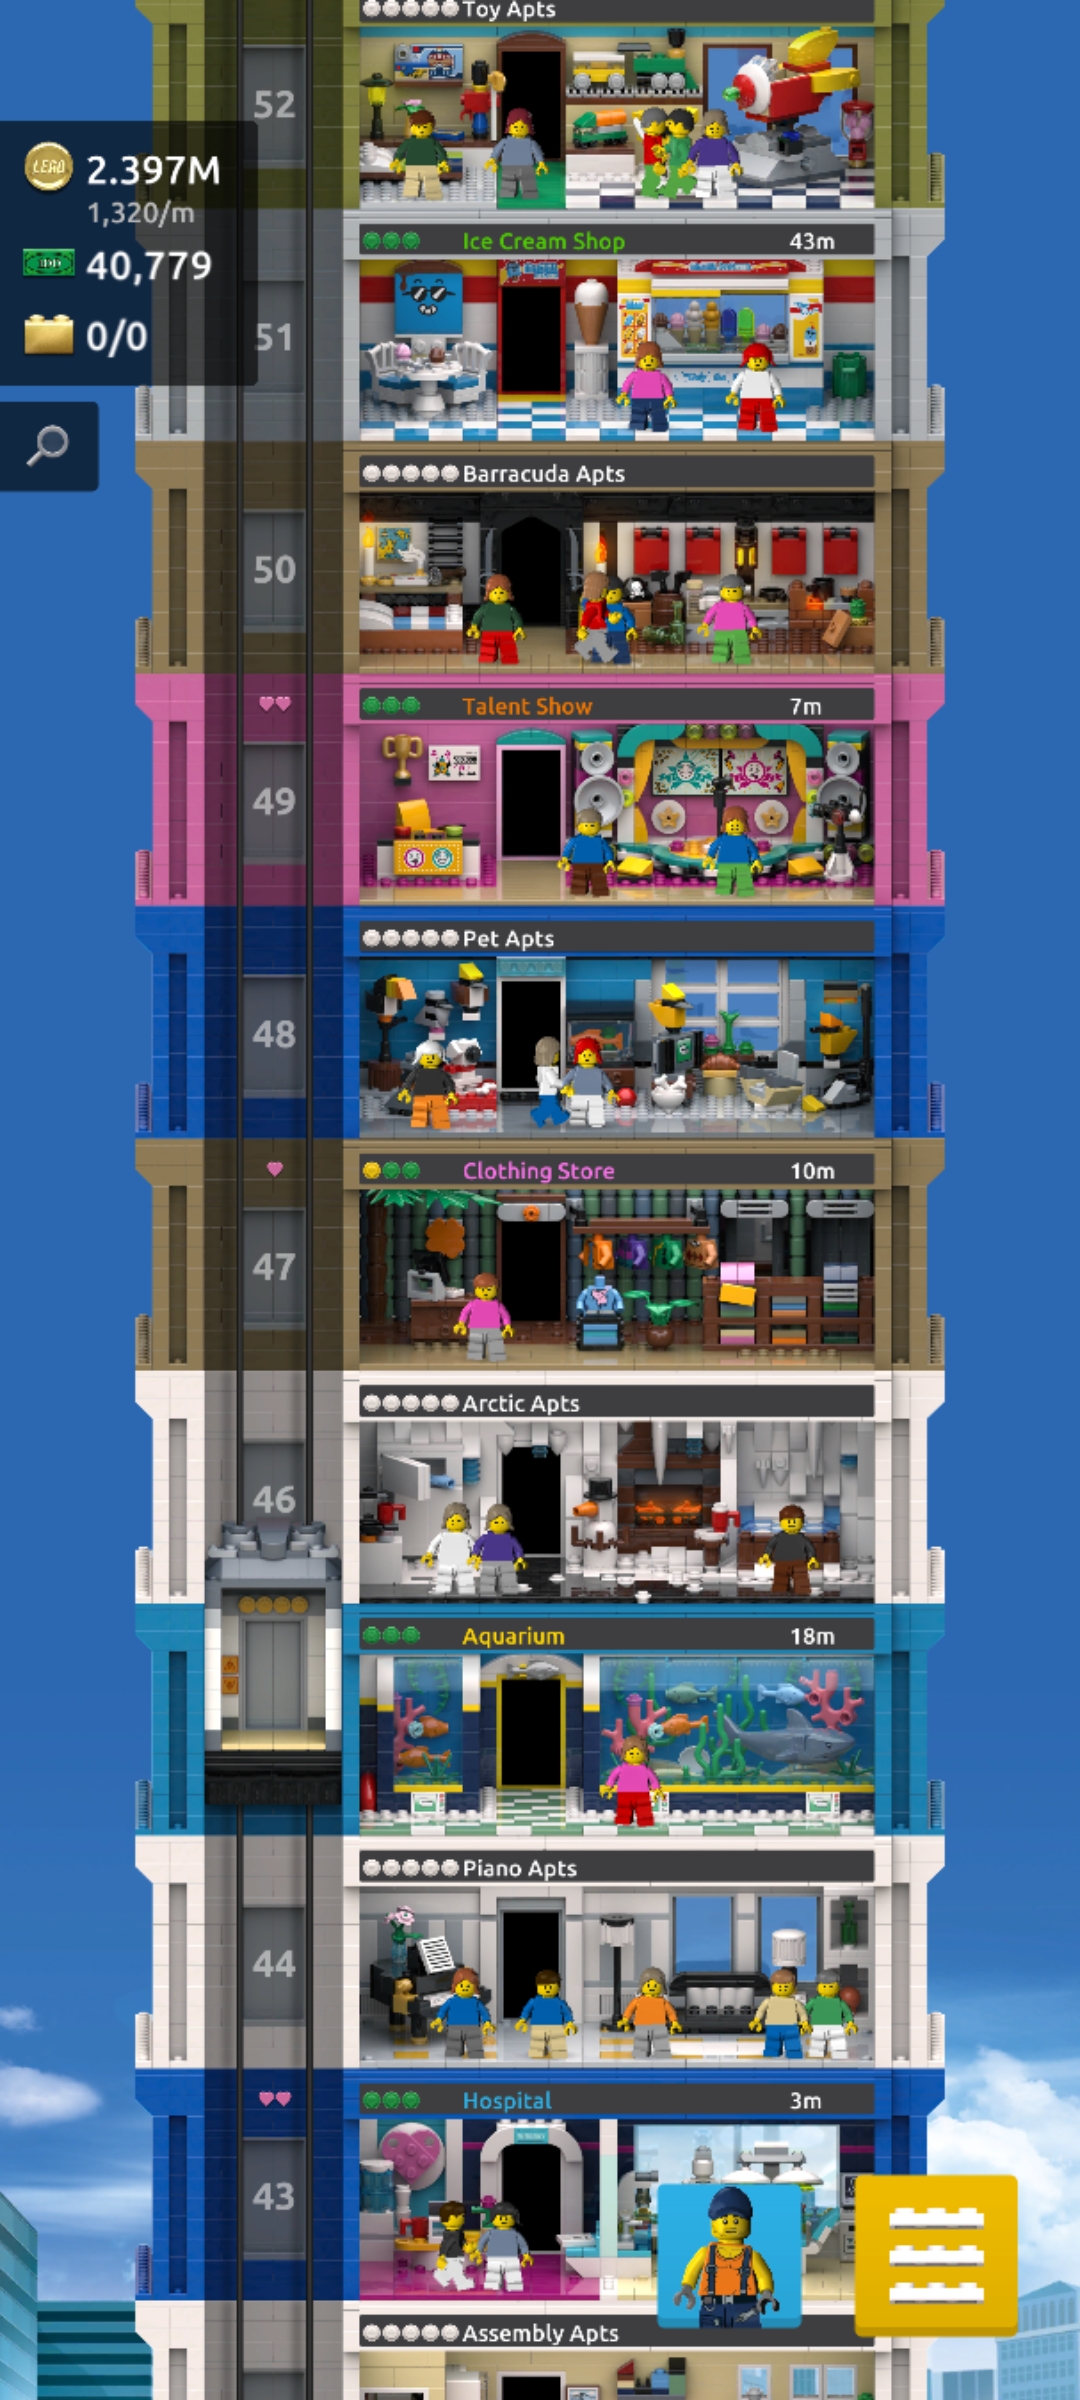 Toy Apts
52
LEGO 2.397M
1,320/m
40,779
0/0
Ice Cream Shop 43m
51
Barracuda Apts
50
Talent Show 7m
49
Pet Apts
48
Clothing Store 10m
47
Arctic Apts
46
Aquarium 18m
Piano Apts
44
Hospital 3m
43
Assembly Apts